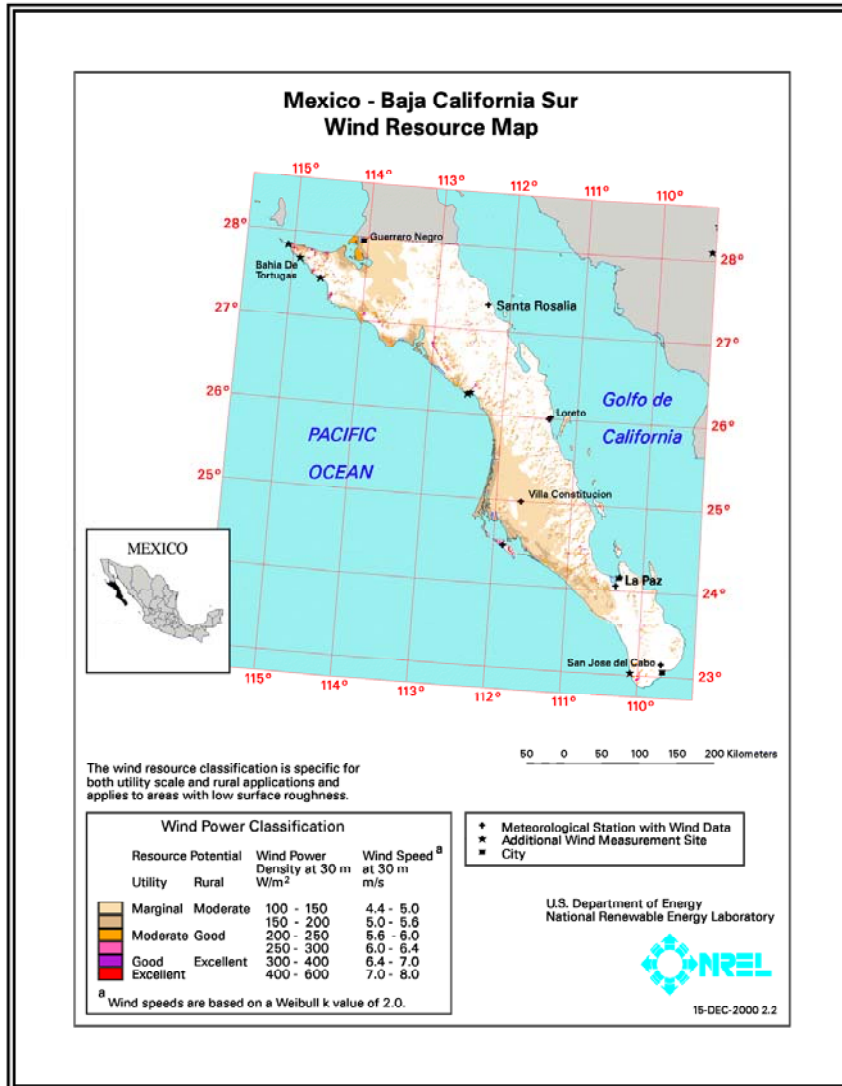 Mexico - Baja California Sur
Wind Resource Map
115° 114° 113° 112° 111° 110°
28°
Guerrero Negro
28°
Bahia De
Tortugas
27°
Santa Rosalia
27°
26°
Golfo de
California
Loreto
26°
PACIFIC
OCEAN
25°
Villa Constitucion
25°
MEXICO
La Paz
24°
San Jose del Cabo
23°
115° 114° 113° 112° 111° 110°
50 0 50 100 150 200 Kilometers
The wind resource classification is specific for
both utility scale and rural applications and
applies to areas with low surface roughness.
Wind Power Classification
Resource Potential Wind Power Wind Speed a
Density at 30 m at 30 m
Utility Rural W/m2 m/s
Marginal Moderate 100 - 150 4.4 - 5.0
150 - 200 5.0 - 5.6
Moderate Good 200 - 250 5.6 - 6.0
250 - 300 6.0 - 6.4
Good Excellent 300 - 400 6.4 - 7.0
Excellent 400 - 600 7.0 - 8.0
a Wind speeds are based on a Weibull k value of 2.0.
Meteorological Station with Wind Data
Additional Wind Measurement Site
City
U.S. Department of Energy
National Renewable Energy Laboratory
NREL
15-DEC-2000 2.2